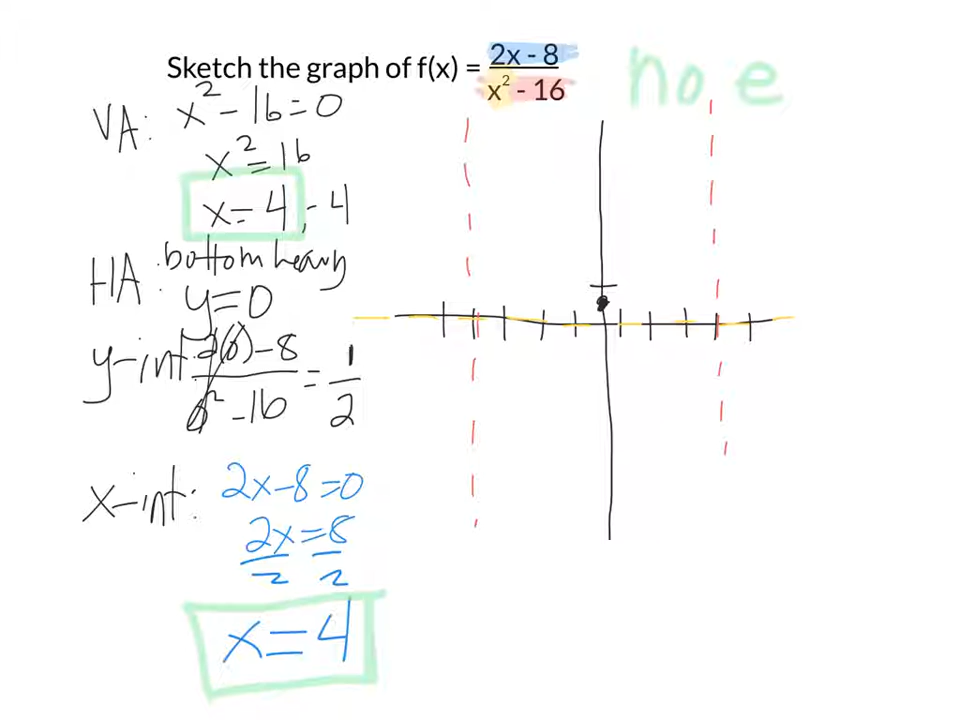 Sketch the graph of f(x) = (2x - 8)/(x² - 16)
no e
VA: x² - 16 = 0
x² = 16
x = 4, -4
HA: bottom heavy
y = 0
y-int: (2(0) - 8)/(0² - 16) = 1/2
x-int: 2x - 8 = 0
2x = 8
2 2
x = 4